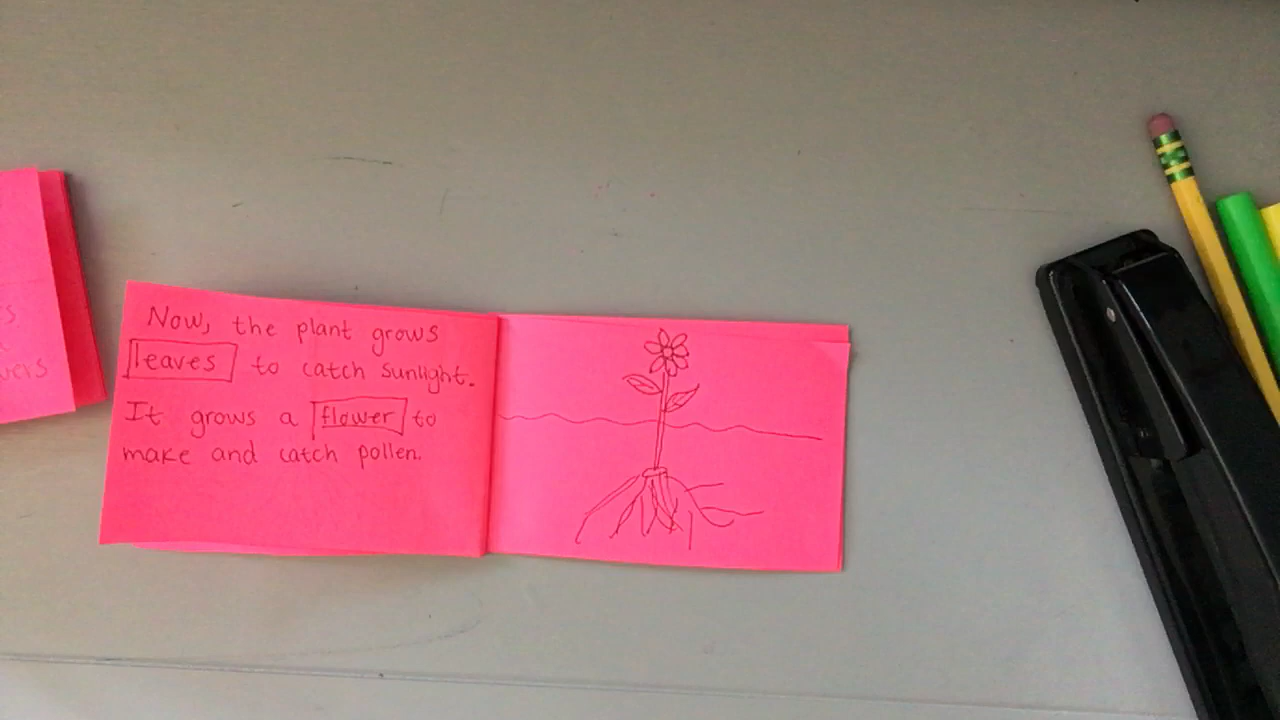 Now, the plant grows
leaves to catch sunlight.
It grows a flower to
make and catch pollen.